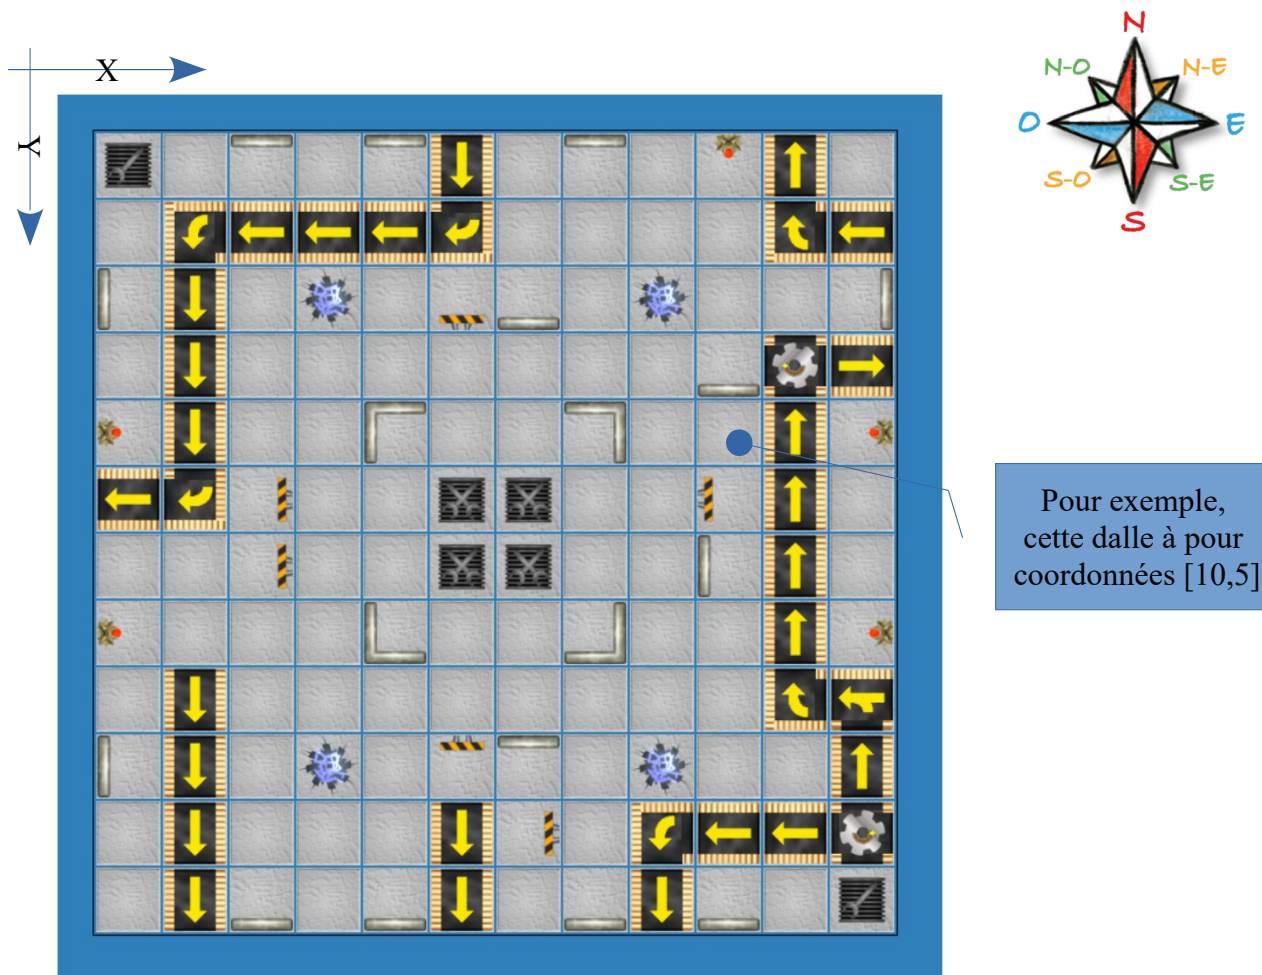 X
Y
N
N-O
N-E
O
E
S-O
S-E
S
Pour exemple,
cette dalle à pour
coordonnées [10,5]